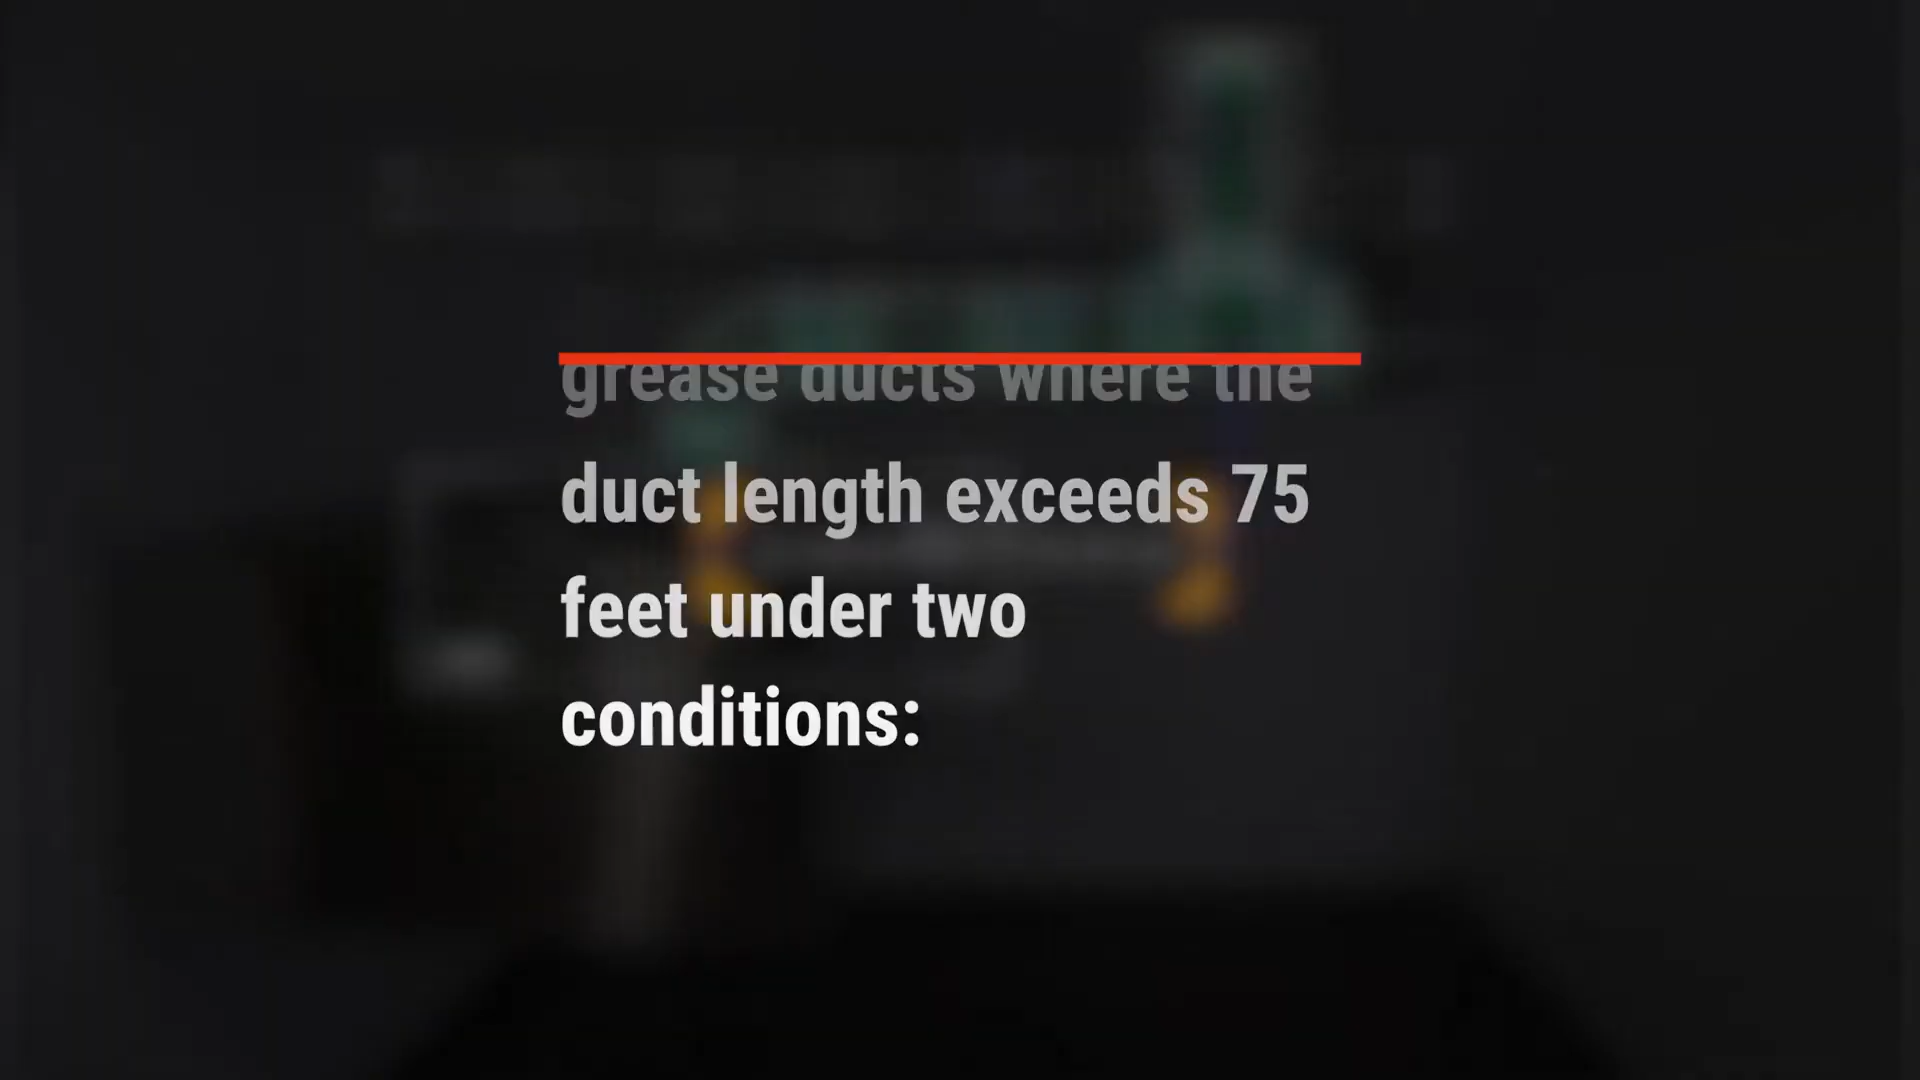 grease ducts where the
duct length exceeds 75
feet under two
conditions: